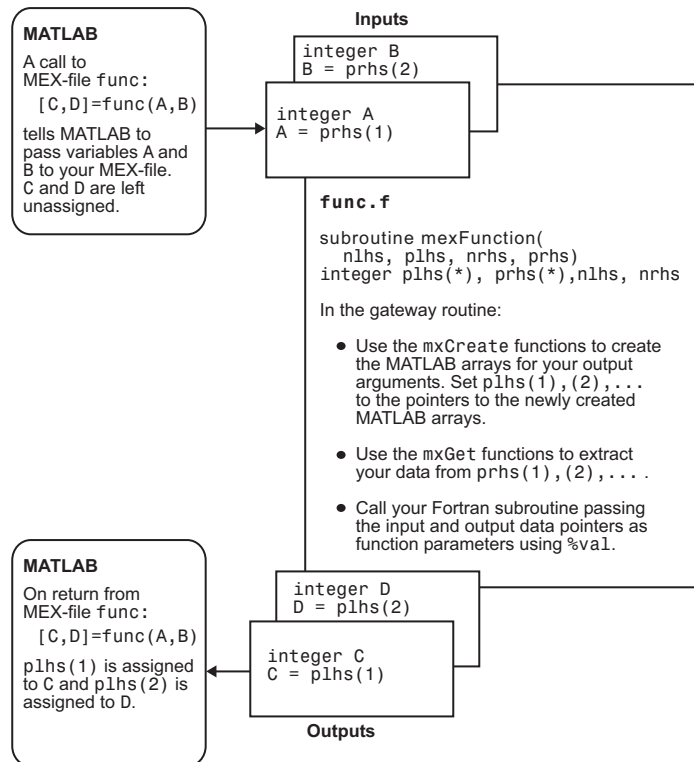 MATLAB
A call to
MEX-file func:
[C,D]=func(A,B)
tells MATLAB to
pass variables A and
B to your MEX-file.
C and D are left
unassigned.
Inputs
integer B
B = prhs(2)
integer A
A = prhs(1)
func.f
subroutine mexFunction(
nlhs, plhs, nrhs, prhs)
integer plhs(*), prhs(*),nlhs, nrhs
In the gateway routine:
● Use the mxCreate functions to create
the MATLAB arrays for your output
arguments. Set plhs(1),(2),...
to the pointers to the newly created
MATLAB arrays.
● Use the mxGet functions to extract
your data from prhs(1),(2),... .
● Call your Fortran subroutine passing
the input and output data pointers as
function parameters using %val.
MATLAB
On return from
MEX-file func:
[C,D]=func(A,B)
plhs(1) is assigned
to C and plhs(2) is
assigned to D.
integer D
D = plhs(2)
integer C
C = plhs(1)
Outputs